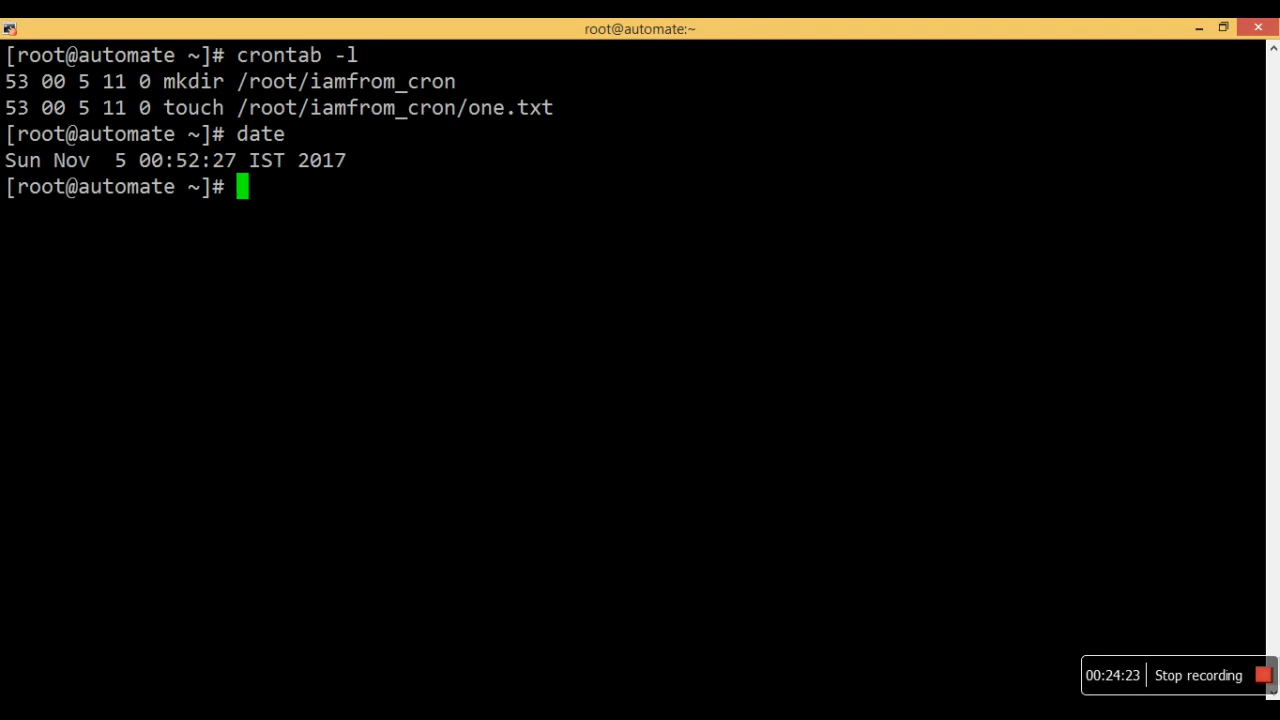 root@automate:~
[root@automate ~]# crontab -l
53 00 5 11 0 mkdir /root/iamfrom_cron
53 00 5 11 0 touch /root/iamfrom_cron/one.txt
[root@automate ~]# date
Sun Nov  5 00:52:27 IST 2017
[root@automate ~]#
00:24:23 Stop recording